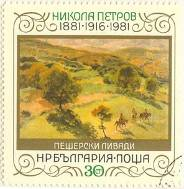 НИКОЛА ПЕТРОВ
1881·1916·1981
ПЕЩЕРСКИ ЛИВАДИ
30
НРБЪЛГАРИЯ·ПОЩА